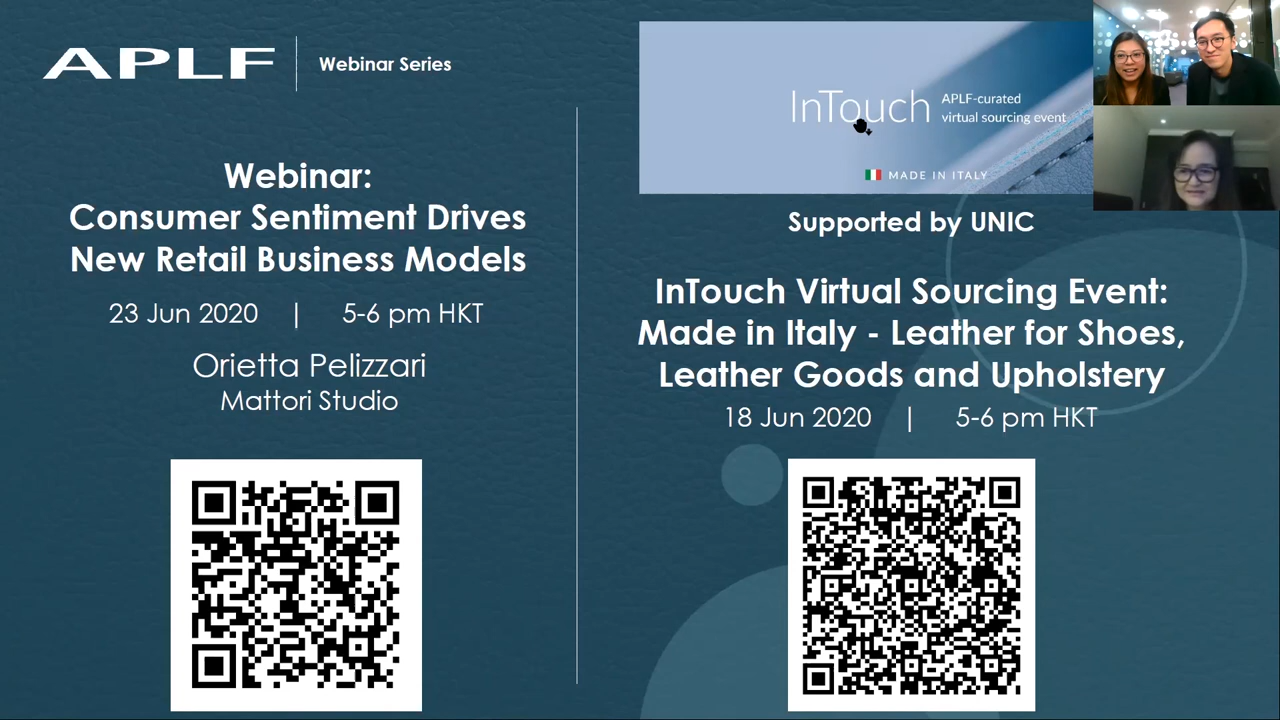 APLF
Webinar Series
Webinar:
Consumer Sentiment Drives
New Retail Business Models
23 Jun 2020 | 5-6 pm HKT
Orietta Pelizzari
Mattori Studio
InTouch
APLF-curated
virtual sourcing event
MADE IN ITALY
Supported by UNIC
InTouch Virtual Sourcing Event:
Made in Italy - Leather for Shoes,
Leather Goods and Upholstery
18 Jun 2020 | 5-6 pm HKT